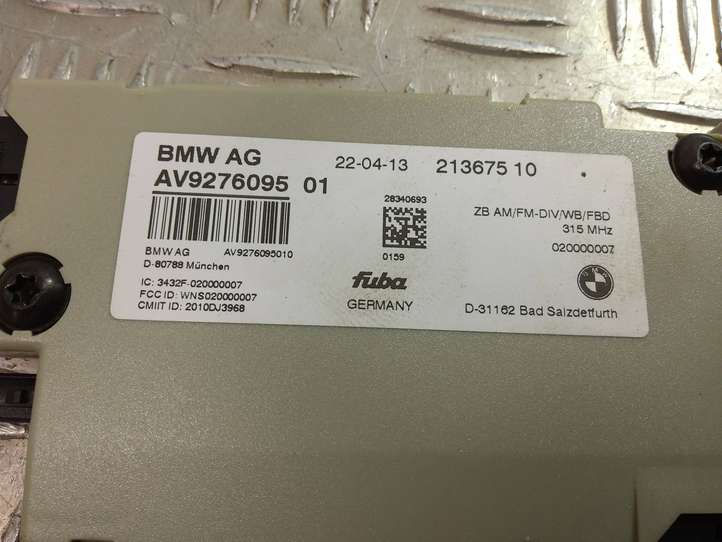 BMW AG 22-04-13 213675 10
AV9276095 01
28340693
ZB AM/FM-DIV/WB/FBD
315 MHz
020000007
BMW AG AV9276095010
D-80788 München
0159
IC: 3432F-020000007
FCC ID: WNS020000007
CMIIT ID: 2010DJ3968
fuba
GERMANY
BMW
D-31162 Bad Salzdetfurth